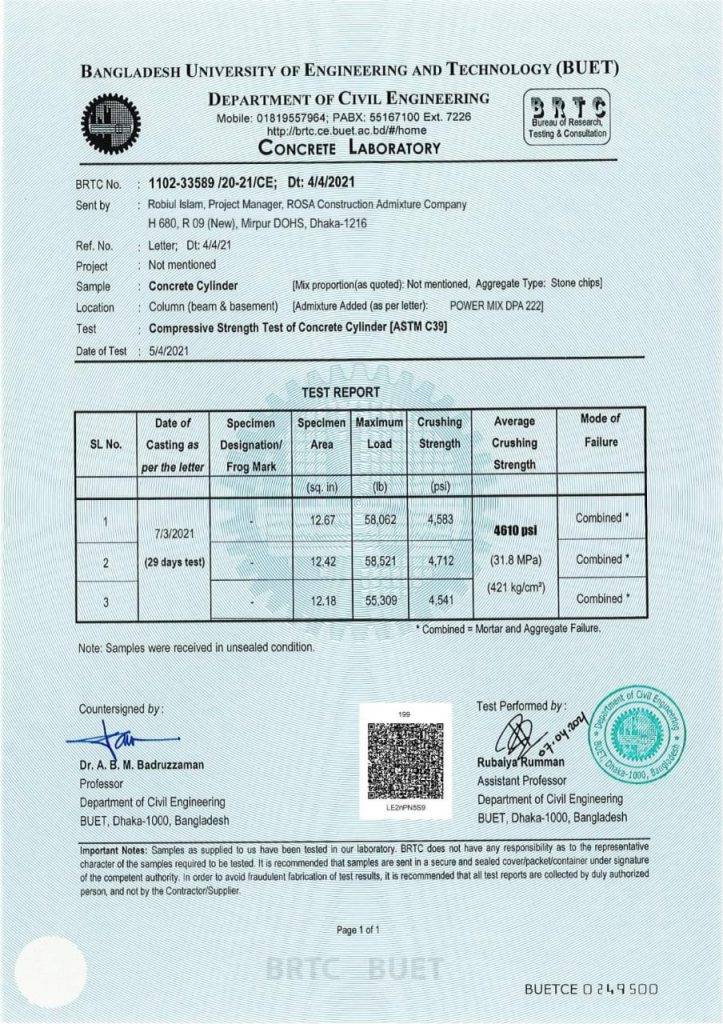 BANGLADESH UNIVERSITY OF ENGINEERING AND TECHNOLOGY (BUET)
DEPARTMENT OF CIVIL ENGINEERING
Mobile: 01819557964; PABX: 55167100 Ext. 7226
http://brtc.ce.buet.ac.bd/#/home
CONCRETE LABORATORY
BRTC
Bureau of Research,
Testing & Consultation
BRTC No. : 1102-33589 /20-21/CE; Dt: 4/4/2021
Sent by : Robiul Islam, Project Manager, ROSA Construction Admixture Company
H 680, R 09 (New), Mirpur DOHS, Dhaka-1216
Ref. No. : Letter; Dt: 4/4/21
Project : Not mentioned
Sample : Concrete Cylinder [Mix proportion(as quoted): Not mentioned, Aggregate Type: Stone chips]
Location : Column (beam & basement) [Admixture Added (as per letter): POWER MIX DPA 222]
Test : Compressive Strength Test of Concrete Cylinder [ASTM C39]
Date of Test : 5/4/2021
TEST REPORT
SL No. Date of Casting as per the letter Specimen Designation/ Frog Mark Specimen Area Maximum Load Crushing Strength Average Crushing Strength Mode of Failure
(sq. in) (lb) (psi)
1 7/3/2021 (29 days test) - 12.67 58,062 4,583 4610 psi (31.8 MPa) (421 kg/cm²) Combined *
2 - 12.42 58,521 4,712 Combined *
3 - 12.18 55,309 4,541 Combined *
* Combined = Mortar and Aggregate Failure.
Note: Samples were received in unsealed condition.
Countersigned by :
Dr. A. B. M. Badruzzaman
Professor
Department of Civil Engineering
BUET, Dhaka-1000, Bangladesh
199
LE2nPN5S9
Test Performed by :
07.04.2021
Rubaiya Rumman
Assistant Professor
Department of Civil Engineering
BUET, Dhaka-1000, Bangladesh
Department of Civil Engineering
BUET, Dhaka-1000, Bangladesh
Important Notes: Samples as supplied to us have been tested in our laboratory. BRTC does not have any responsibility as to the representative
character of the samples required to be tested. It is recommended that samples are sent in a secure and sealed cover/packet/container under signature
of the competent authority. In order to avoid fraudulent fabrication of test results, it is recommended that all test reports are collected by duly authorized
person, and not by the Contractor/Supplier.
Page 1 of 1
BRTC BUET
BUETCE 0249500